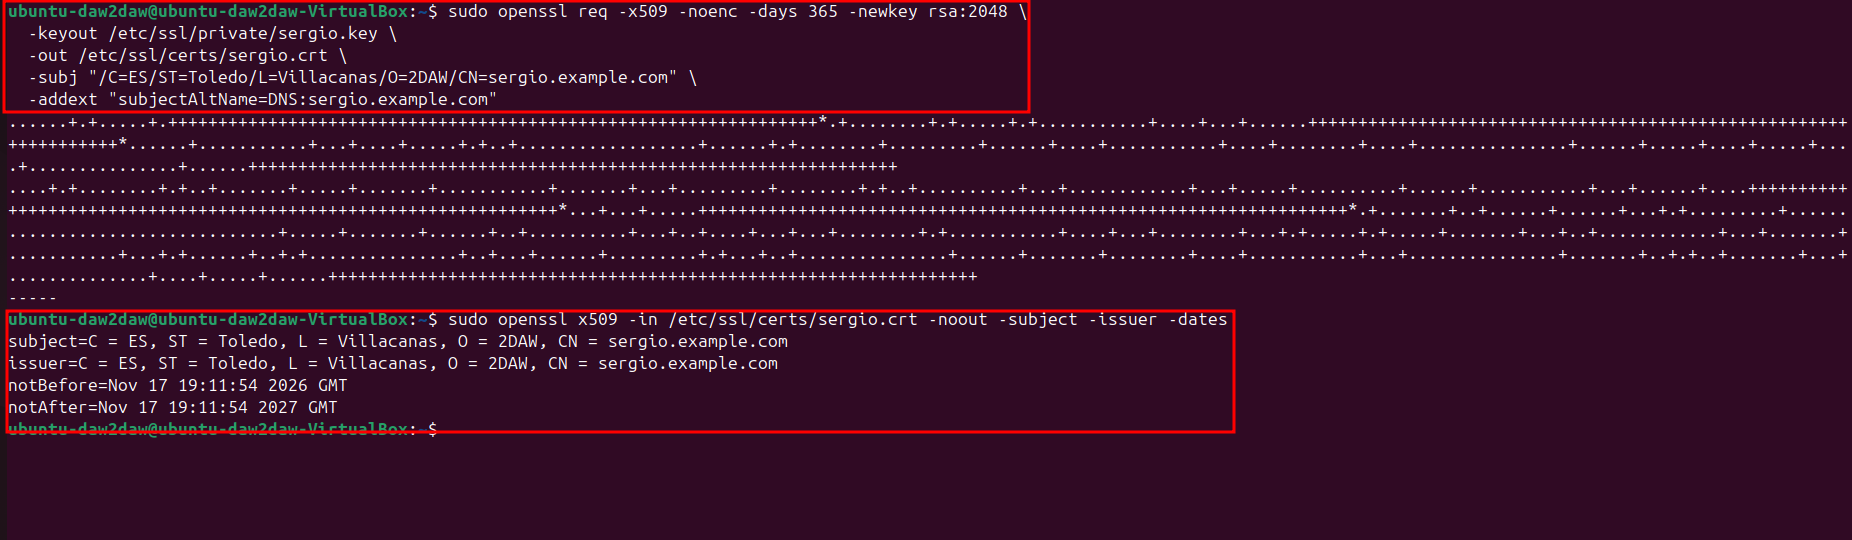 ubuntu-daw2daw@ubuntu-daw2daw-VirtualBox:~$ sudo openssl req -x509 -noenc -days 365 -newkey rsa:2048 \
  -keyout /etc/ssl/private/sergio.key \
  -out /etc/ssl/certs/sergio.crt \
  -subj "/C=ES/ST=Toledo/L=Villacanas/O=2DAW/CN=sergio.example.com" \
  -addext "subjectAltName=DNS:sergio.example.com"
-----
ubuntu-daw2daw@ubuntu-daw2daw-VirtualBox:~$ sudo openssl x509 -in /etc/ssl/certs/sergio.crt -noout -subject -issuer -dates
subject=C = ES, ST = Toledo, L = Villacanas, O = 2DAW, CN = sergio.example.com
issuer=C = ES, ST = Toledo, L = Villacanas, O = 2DAW, CN = sergio.example.com
notBefore=Nov 17 19:11:54 2026 GMT
notAfter=Nov 17 19:11:54 2027 GMT
ubuntu-daw2daw@ubuntu-daw2daw-VirtualBox:~$